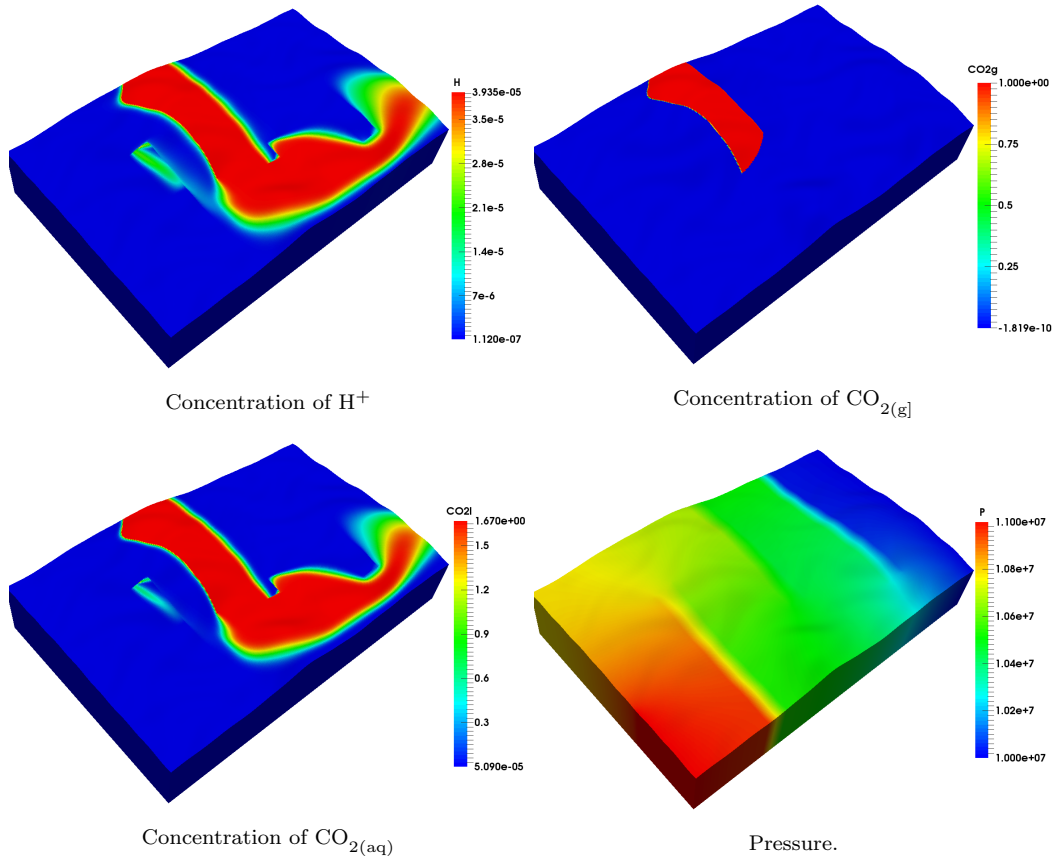 H
3.935e-05
3.5e-5
2.8e-5
2.1e-5
1.4e-5
7e-6
1.120e-07
Concentration of H+
CO2g
1.000e+00
0.75
0.5
0.25
-1.819e-10
Concentration of CO2(g]
CO2l
1.670e+00
1.5
1.2
0.9
0.6
0.3
5.090e-05
Concentration of CO2(aq)
P
1.100e+07
1.08e+7
1.06e+7
1.04e+7
1.02e+7
1.000e+07
Pressure.